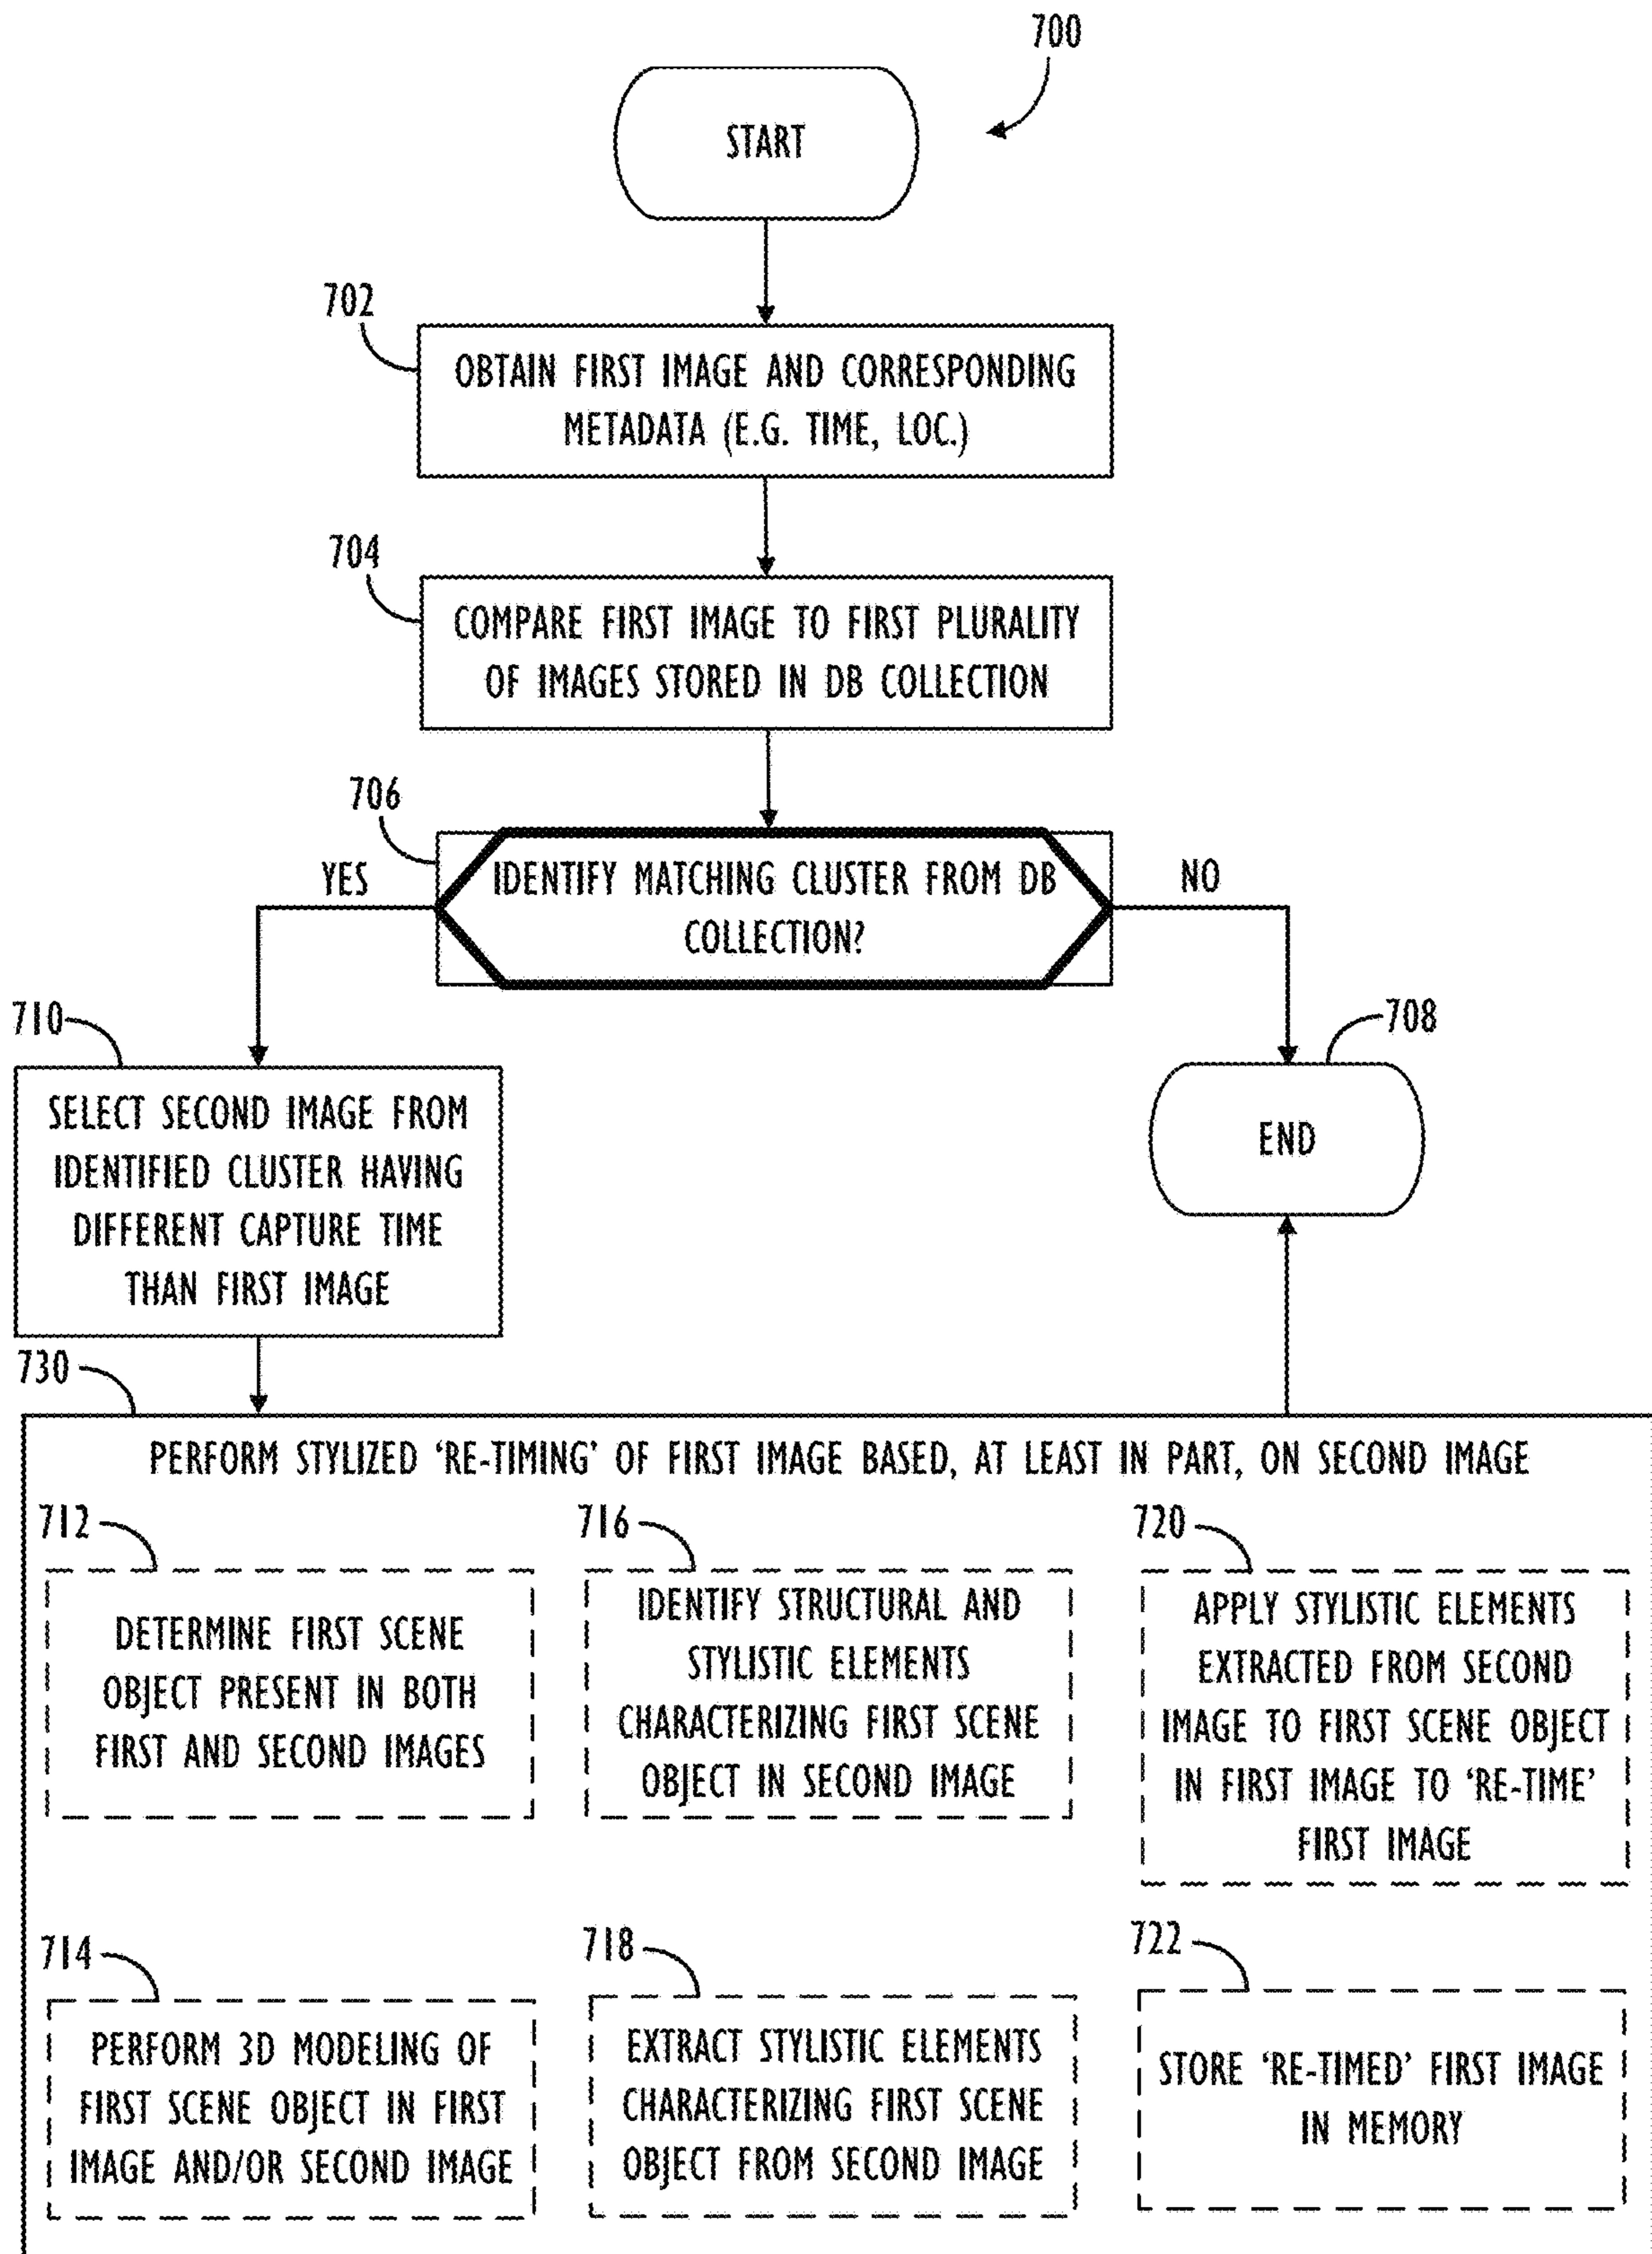 700
START
702
OBTAIN FIRST IMAGE AND CORRESPONDING
METADATA (E.G. TIME, LOC.)
704
COMPARE FIRST IMAGE TO FIRST PLURALITY
OF IMAGES STORED IN DB COLLECTION
706
YES
IDENTIFY MATCHING CLUSTER FROM DB
COLLECTION?
NO
710
SELECT SECOND IMAGE FROM
IDENTIFIED CLUSTER HAVING
DIFFERENT CAPTURE TIME
THAN FIRST IMAGE
708
END
730
PERFORM STYLIZED ‘RE-TIMING’ OF FIRST IMAGE BASED, AT LEAST IN PART, ON SECOND IMAGE
712
DETERMINE FIRST SCENE
OBJECT PRESENT IN BOTH
FIRST AND SECOND IMAGES
716
IDENTIFY STRUCTURAL AND
STYLISTIC ELEMENTS
CHARACTERIZING FIRST SCENE
OBJECT IN SECOND IMAGE
720
APPLY STYLISTIC ELEMENTS
EXTRACTED FROM SECOND
IMAGE TO FIRST SCENE OBJECT
IN FIRST IMAGE TO ‘RE-TIME’
FIRST IMAGE
714
PERFORM 3D MODELING OF
FIRST SCENE OBJECT IN FIRST
IMAGE AND/OR SECOND IMAGE
718
EXTRACT STYLISTIC ELEMENTS
CHARACTERIZING FIRST SCENE
OBJECT FROM SECOND IMAGE
722
STORE ‘RE-TIMED’ FIRST IMAGE
IN MEMORY